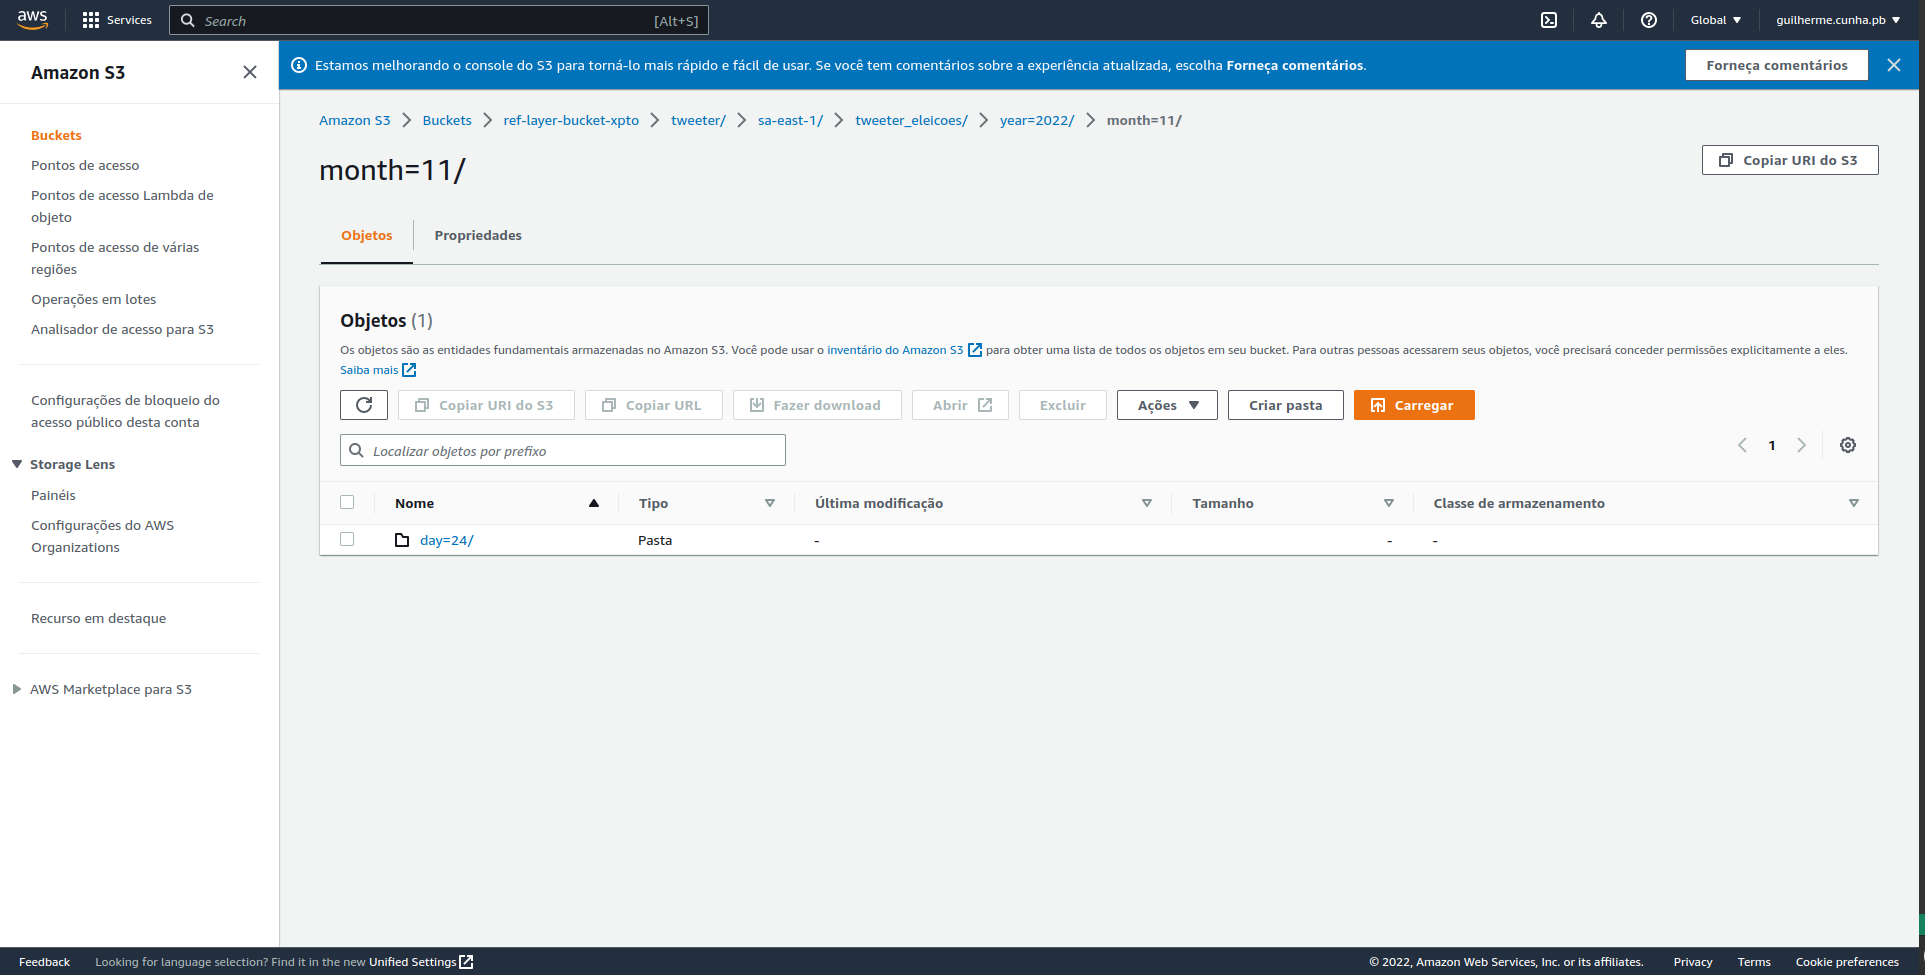 aws
Services
Search
[Alt+S]
Global
guilherme.cunha.pb
Amazon S3
Estamos melhorando o console do S3 para torná-lo mais rápido e fácil de usar. Se você tem comentários sobre a experiência atualizada, escolha Forneça comentários.
Forneça comentários
Buckets
Pontos de acesso
Pontos de acesso Lambda de
objeto
Pontos de acesso de várias
regiões
Operações em lotes
Analisador de acesso para S3
Configurações de bloqueio do
acesso público desta conta
Storage Lens
Painéis
Configurações do AWS
Organizations
Recurso em destaque
AWS Marketplace para S3
Amazon S3
Buckets
ref-layer-bucket-xpto
tweeter/
sa-east-1/
tweeter_eleicoes/
year=2022/
month=11/
month=11/
Copiar URI do S3
Objetos
Propriedades
Objetos (1)
Os objetos são as entidades fundamentais armazenadas no Amazon S3. Você pode usar o inventário do Amazon S3 para obter uma lista de todos os objetos em seu bucket. Para outras pessoas acessarem seus objetos, você precisará conceder permissões explicitamente a eles.
Saiba mais
Copiar URI do S3
Copiar URL
Fazer download
Abrir
Excluir
Ações
Criar pasta
Carregar
Localizar objetos por prefixo
1
Nome
Tipo
Última modificação
Tamanho
Classe de armazenamento
day=24/
Pasta
-
-
-
Feedback
Looking for language selection? Find it in the new Unified Settings
© 2022, Amazon Web Services, Inc. or its affiliates.
Privacy
Terms
Cookie preferences